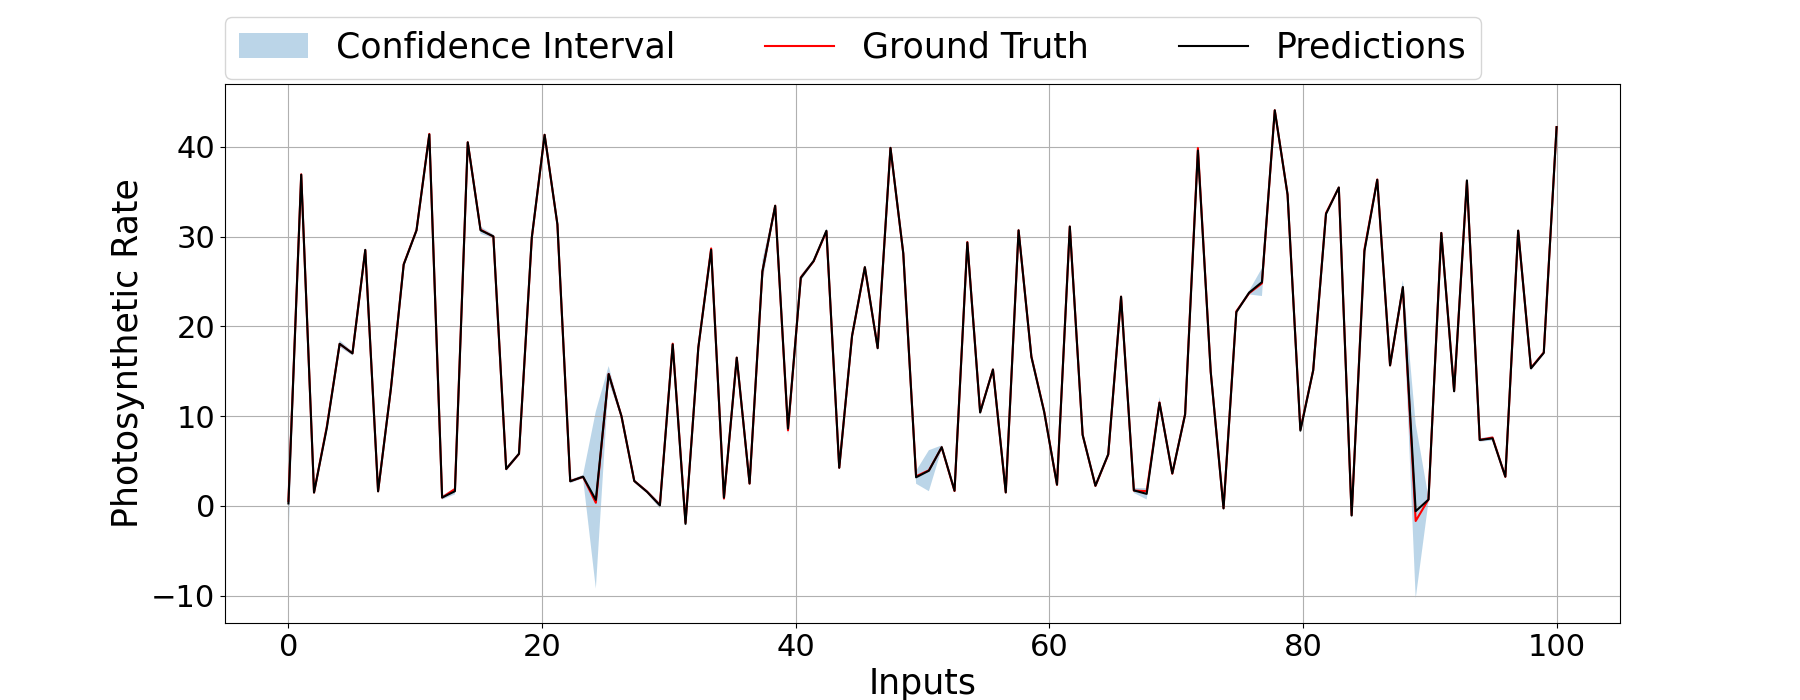 Confidence Interval Ground Truth Predictions
40
30
20
10
0
−10
Photosynthetic Rate
0 20 40 60 80 100
Inputs